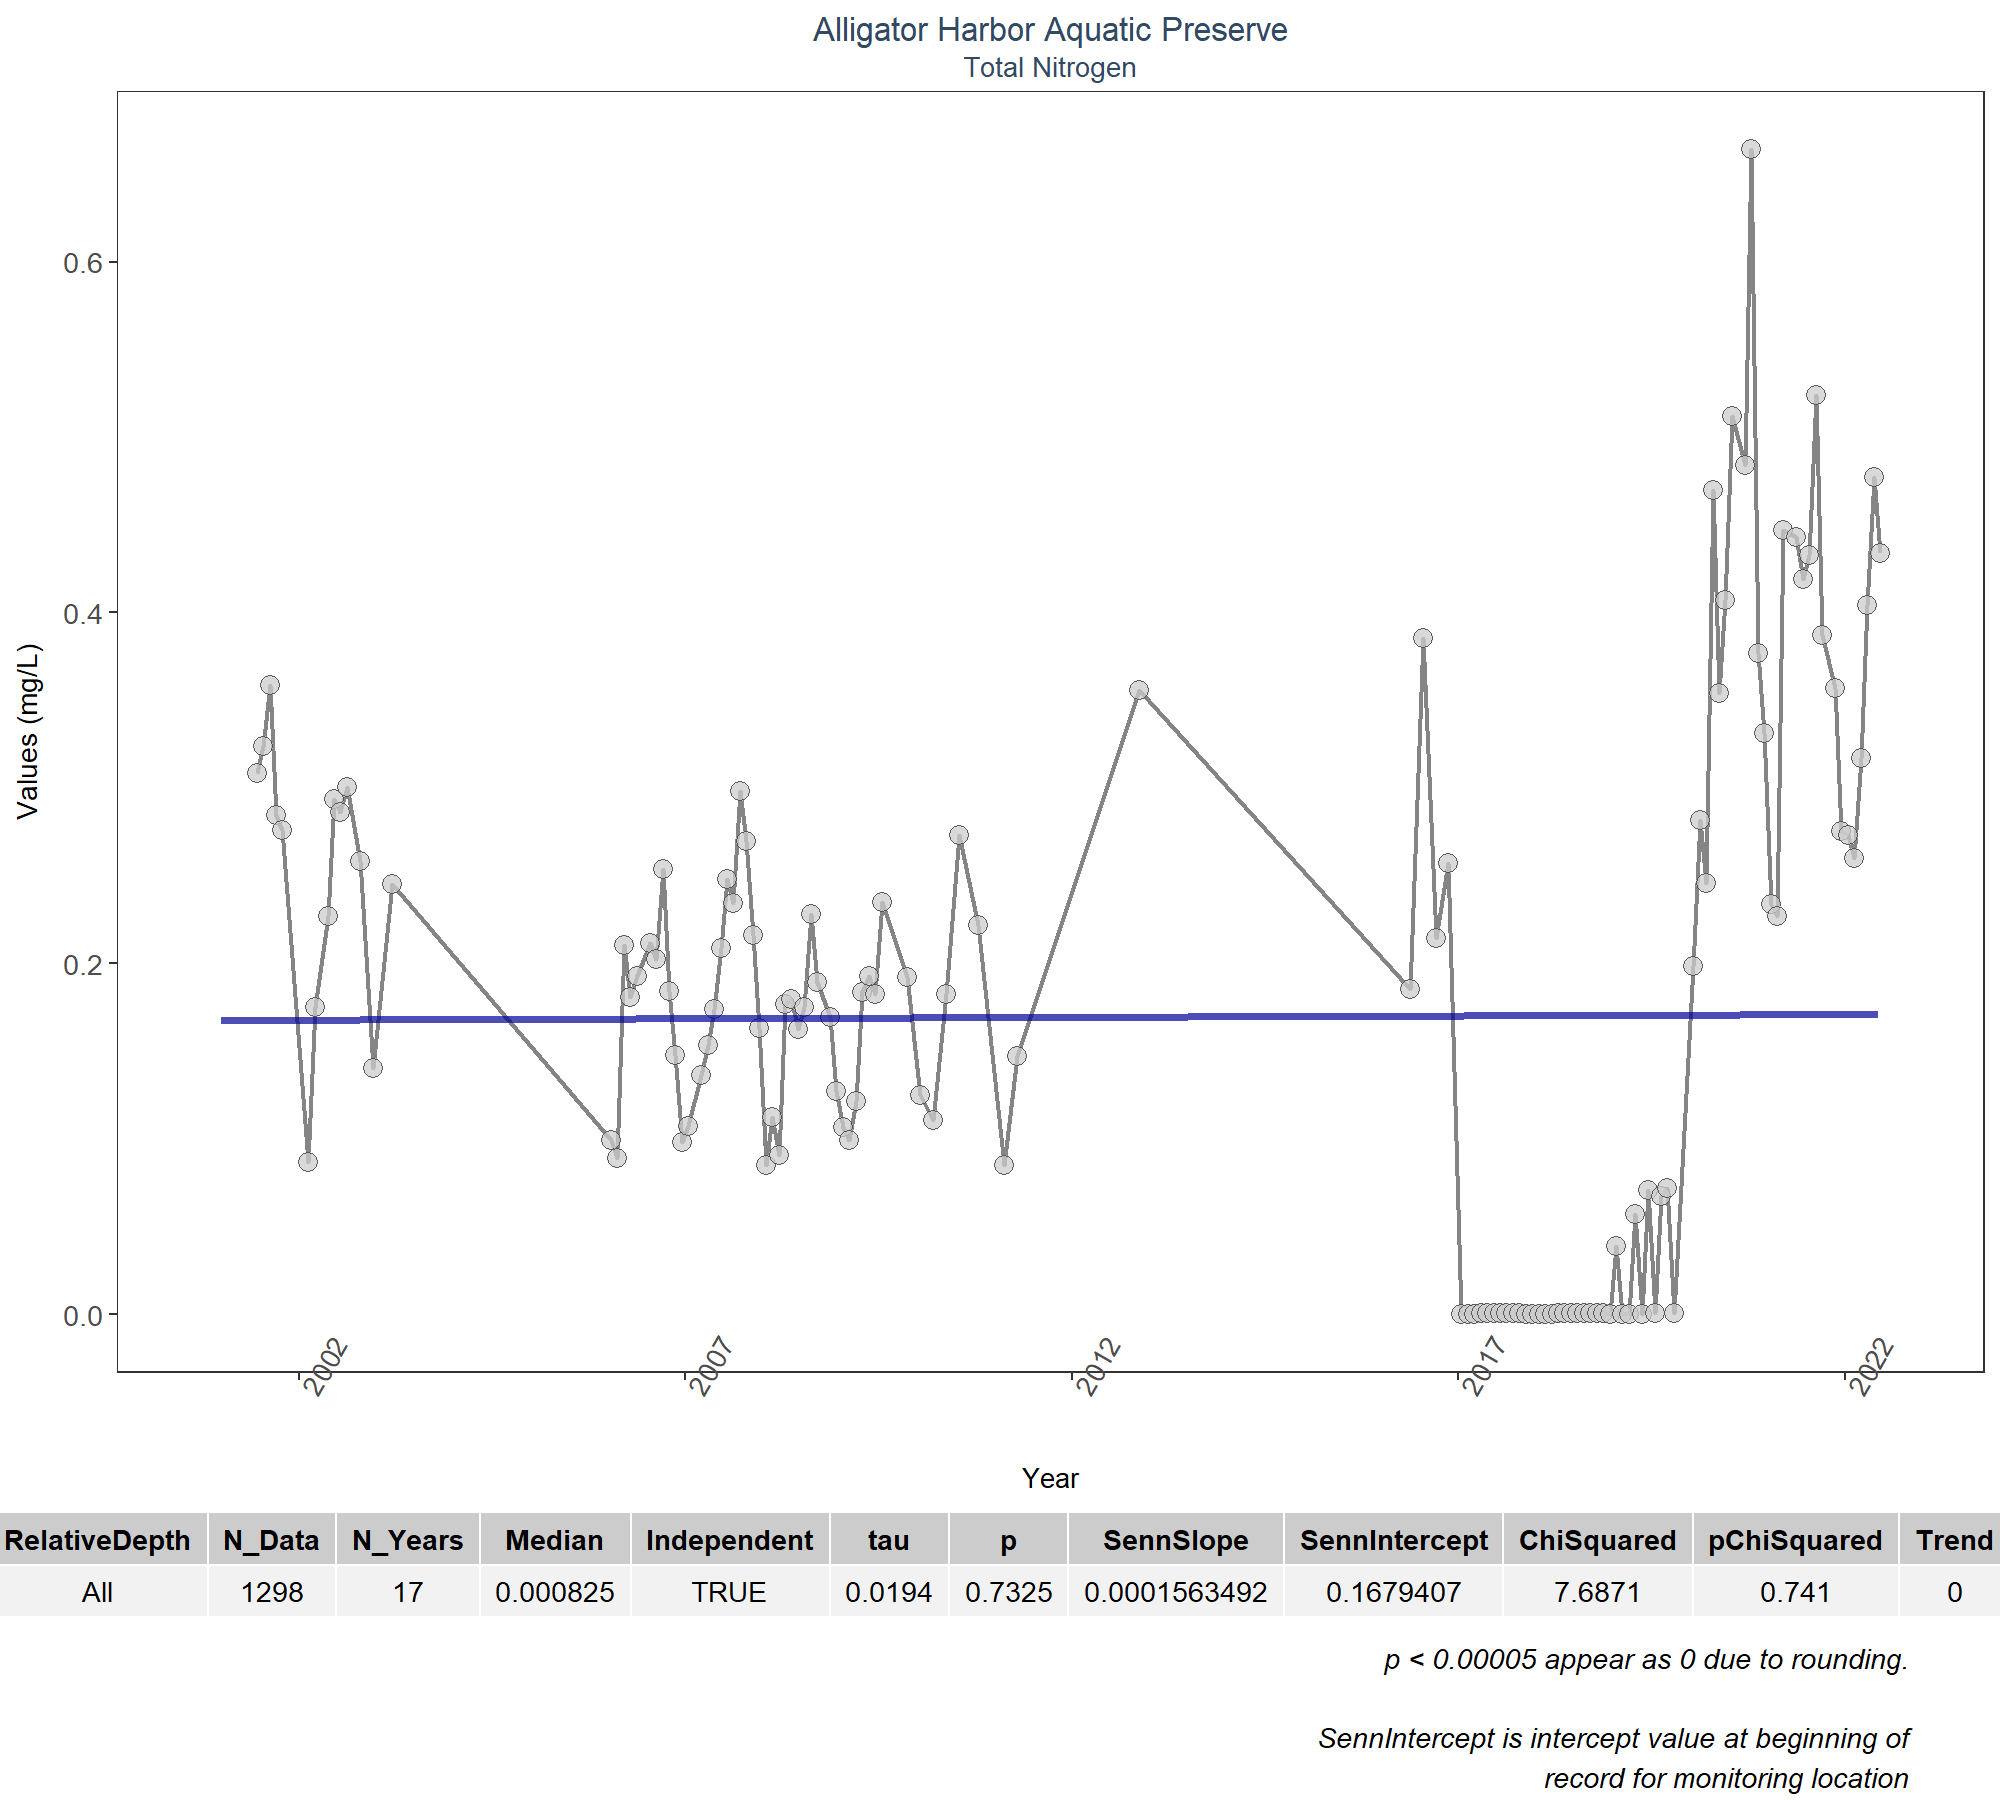 Alligator Harbor Aquatic Preserve
Total Nitrogen
Values (mg/L)
0.6
0.4
0.2
0.0
2002 2007 2012 2017 2022
Year
RelativeDepth N_Data N_Years Median Independent tau p SennSlope SennIntercept ChiSquared pChiSquared Trend
All 1298 17 0.000825 TRUE 0.0194 0.7325 0.0001563492 0.1679407 7.6871 0.741 0
p < 0.00005 appear as 0 due to rounding.
SennIntercept is intercept value at beginning of
record for monitoring location